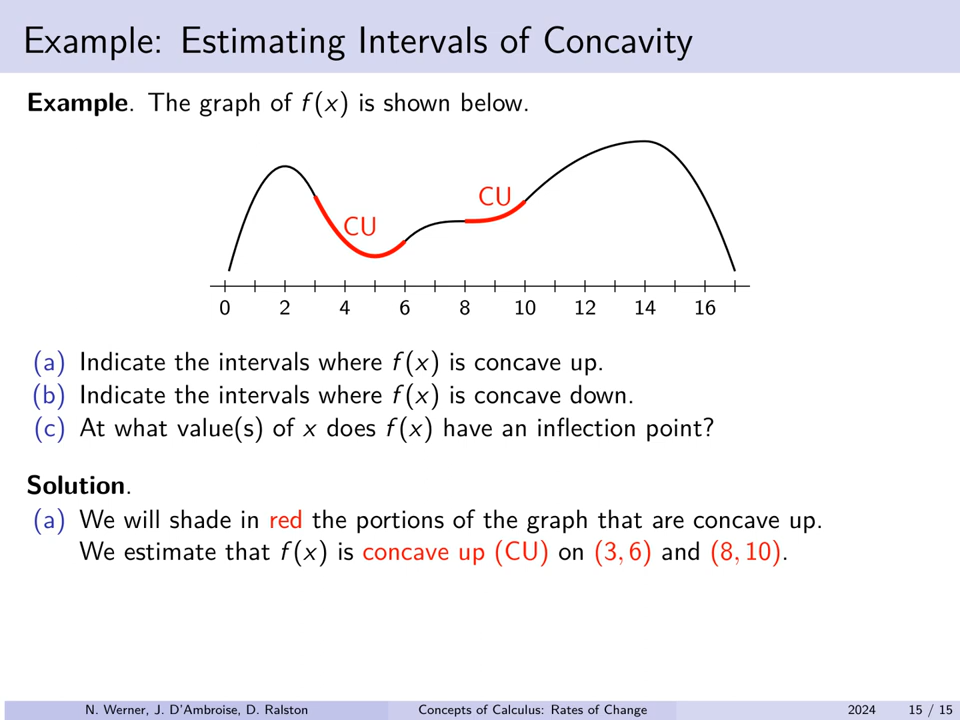 Example: Estimating Intervals of Concavity
Example. The graph of f(x) is shown below.
CU
CU
0 2 4 6 8 10 12 14 16
(a) Indicate the intervals where f(x) is concave up.
(b) Indicate the intervals where f(x) is concave down.
(c) At what value(s) of x does f(x) have an inflection point?
Solution.
(a) We will shade in red the portions of the graph that are concave up.
We estimate that f(x) is concave up (CU) on (3, 6) and (8, 10).
N. Werner, J. D'Ambroise, D. Ralston Concepts of Calculus: Rates of Change 2024 15 / 15